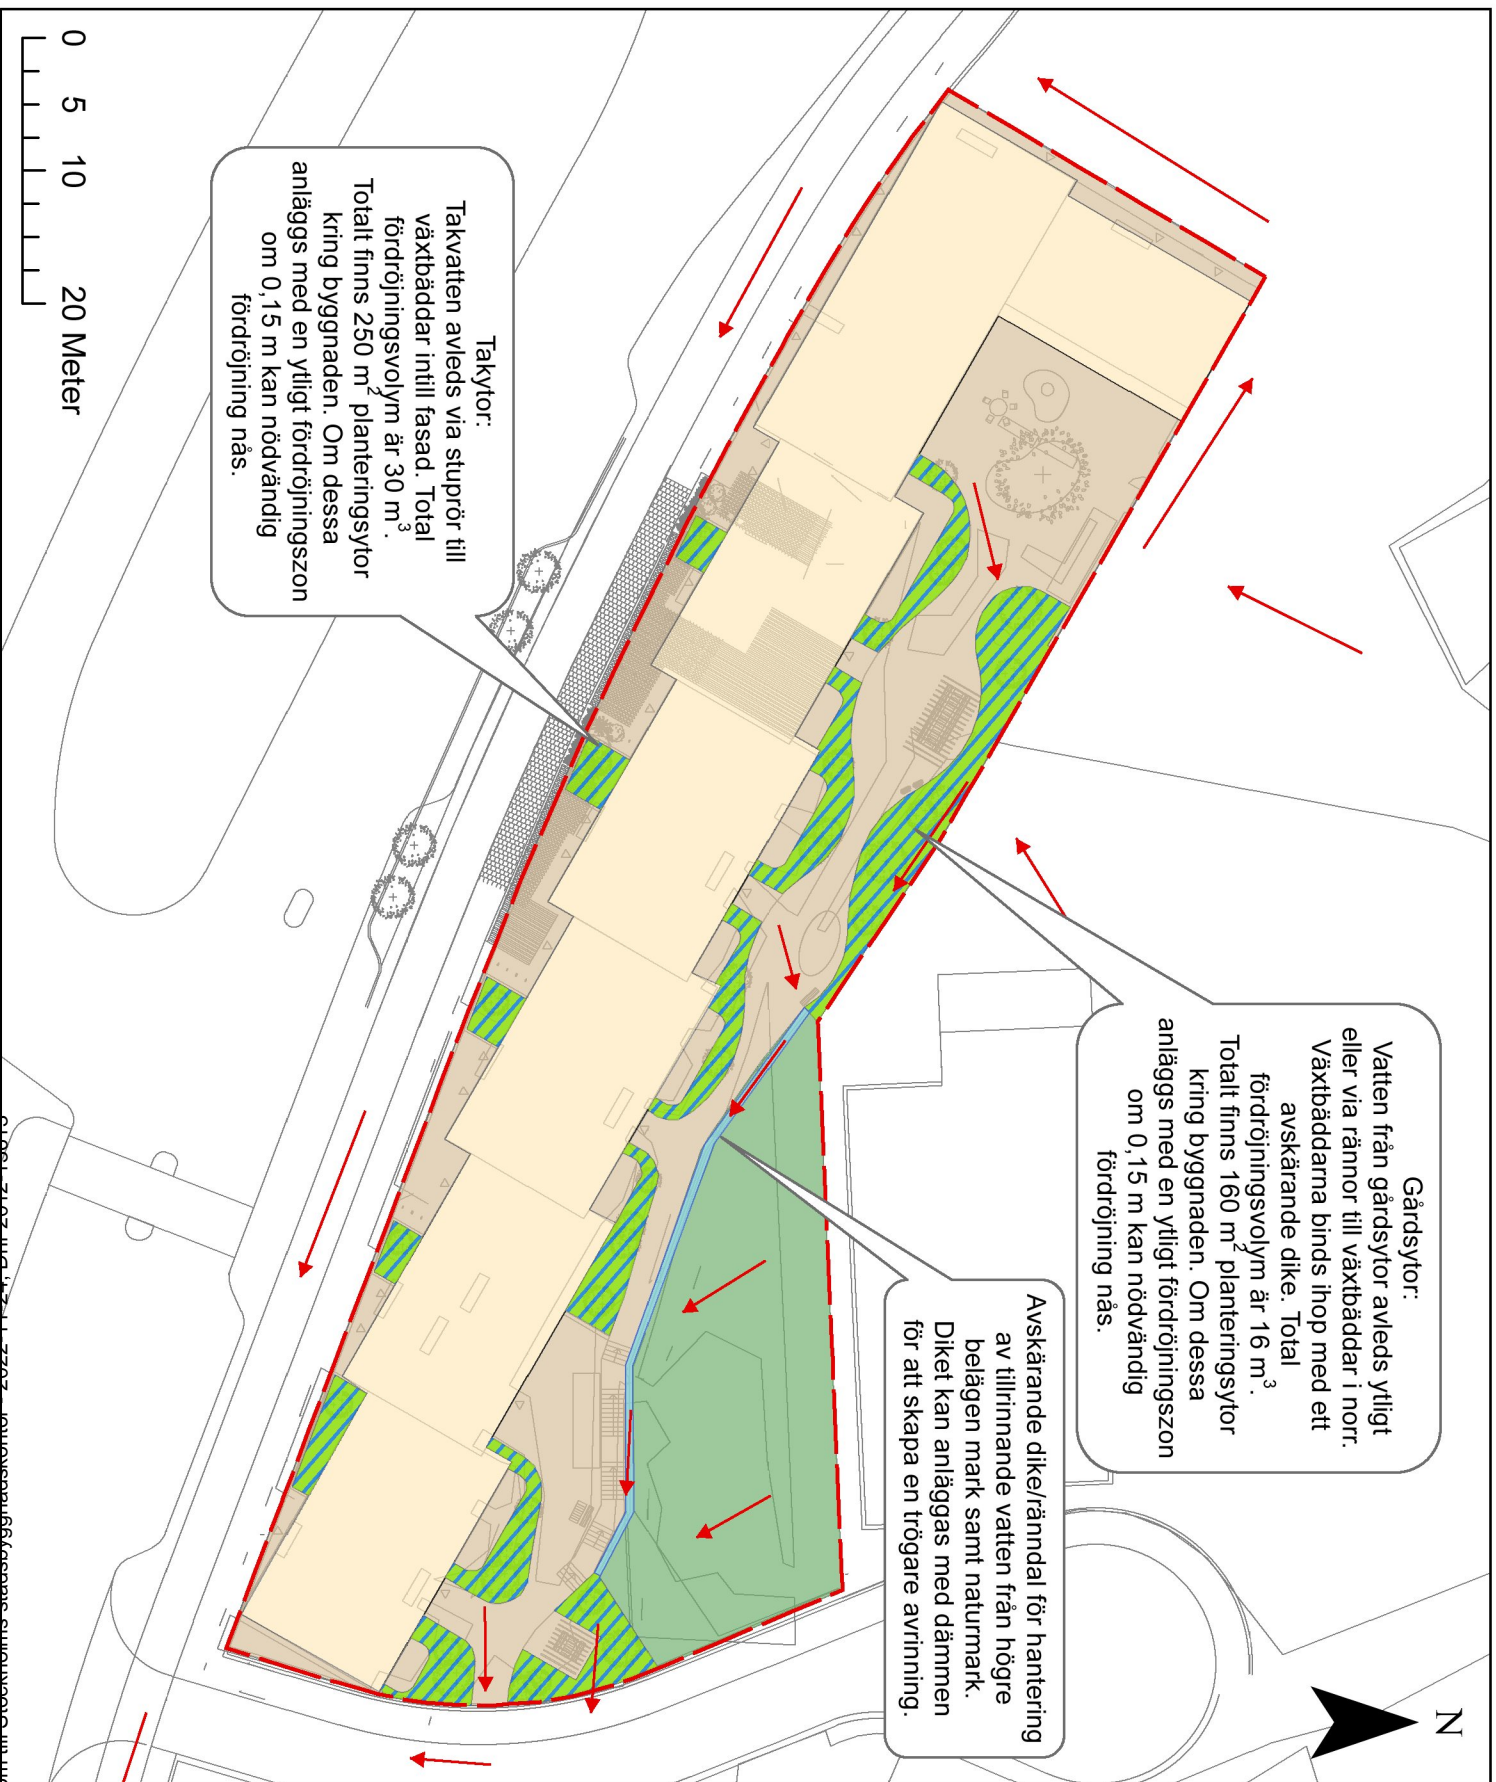 Gårdsytor:
Vatten från gårdsytor avleds ytligt
eller via rännor till växtbäddar i norr.
Växtbäddarna binds ihop med ett
avskärande dike. Total
fördröjningsvolym är 16 m³.
Totalt finns 160 m² planteringsytor
kring byggnaden. Om dessa
anläggs med en ytligt fördröjningszon
om 0,15 m kan nödvändig
fördröjning nås.
N
Avskärande dike/ränndal för hantering
av tillrinnande vatten från högre
belägen mark samt naturmark.
Diket kan anläggas med dämmen
för att skapa en trögare avrinning.
Takytor:
Takvatten avleds via stuprör till
växtbäddar intill fasad. Total
fördröjningsvolym är 30 m³.
Totalt finns 250 m² planteringsytor
kring byggnaden. Om dessa
anläggs med en ytligt fördröjningszon
om 0,15 m kan nödvändig
fördröjning nås.
0 5 10 20 Meter